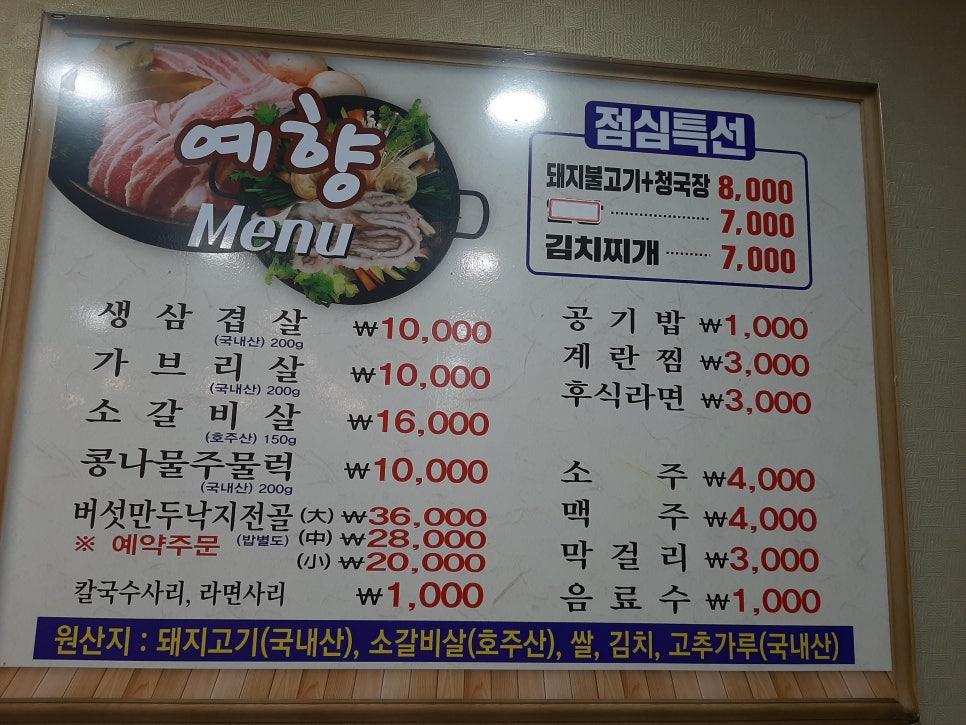 예향
Menu
점심특선
돼지불고기+청국장 8,000
7,000
김치찌개 7,000
생삼겹살 ₩10,000
(국내산) 200g
가브리살 ₩10,000
(국내산) 200g
소갈비살 ₩16,000
(호주산) 150g
콩나물주물럭 ₩10,000
(국내산) 200g
버섯만두낙지전골 (大) ₩36,000
※ 예약주문 (밥별도) (中) ₩28,000
(小) ₩20,000
칼국수사리, 라면사리 ₩1,000
공기밥 ₩1,000
계란찜 ₩3,000
후식라면 ₩3,000
소주 ₩4,000
맥주 ₩4,000
막걸리 ₩3,000
음료수 ₩1,000
원산지 : 돼지고기(국내산), 소갈비살(호주산), 쌀, 김치, 고추가루(국내산)